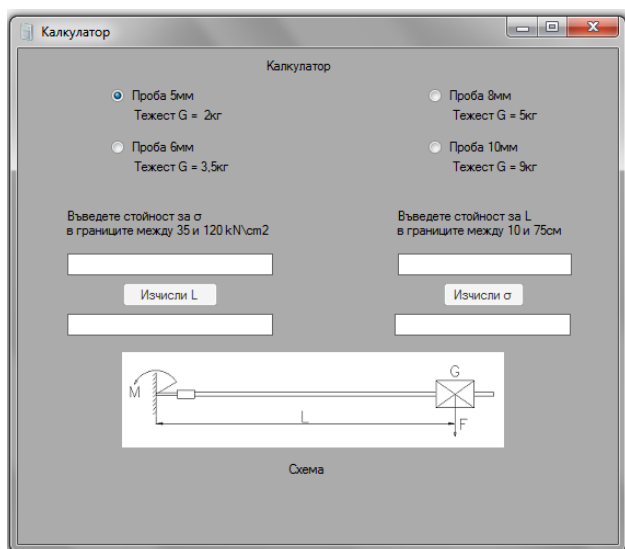 Калкулатор
Калкулатор
Проба 5мм
Тежест G = 2кг
Проба 8мм
Тежест G = 5кг
Проба 6мм
Тежест G = 3,5кг
Проба 10мм
Тежест G = 9кг
Въведете стойност за σ
в границите между 35 и 120 kN\cm2
Въведете стойност за L
в границите между 10 и 75см
Изчисли L
Изчисли σ
G
M
L
F
Схема